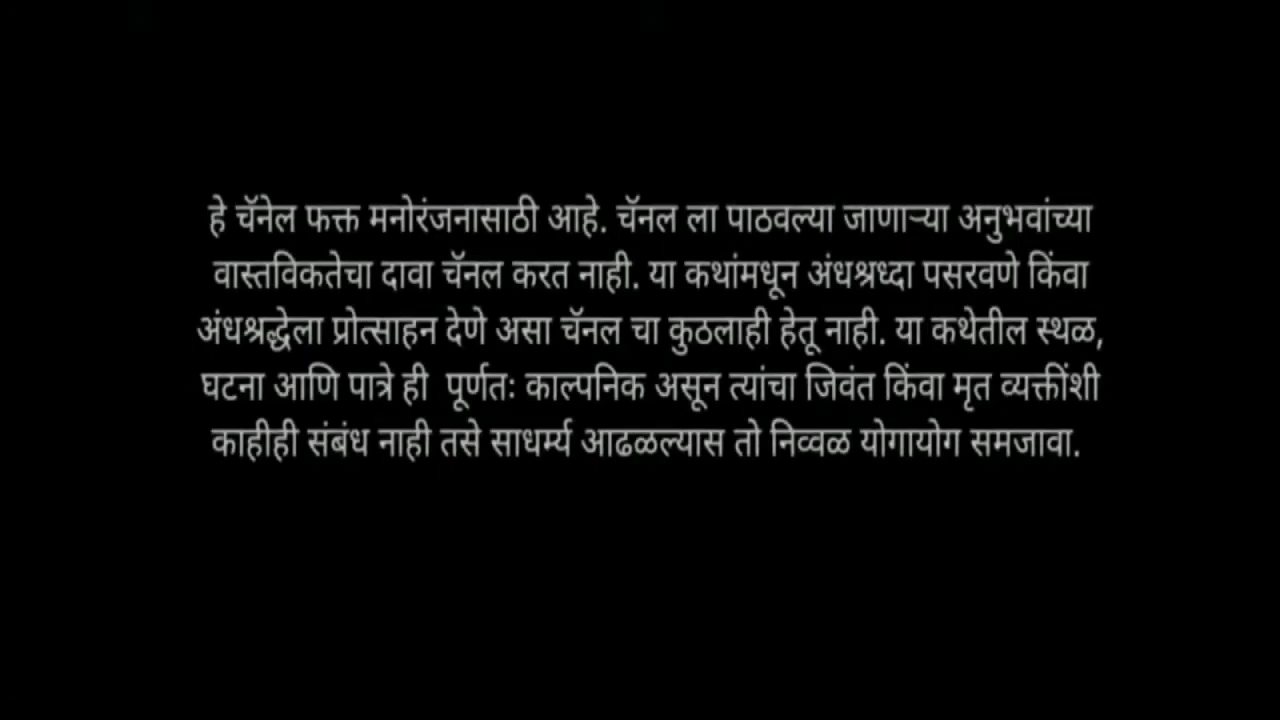 हे चॅनेल फक्त मनोरंजनासाठी आहे. चॅनल ला पाठवल्या जाणाऱ्या अनुभवांच्या
वास्तविकतेचा दावा चॅनल करत नाही. या कथांमधून अंधश्रध्दा पसरवणे किंवा
अंधश्रद्धेला प्रोत्साहन देणे असा चॅनल चा कुठलाही हेतू नाही. या कथेतील स्थळ,
घटना आणि पात्रे ही  पूर्णतः काल्पनिक असून त्यांचा जिवंत किंवा मृत व्यक्तींशी
काहीही संबंध नाही तसे साधर्म्य आढळल्यास तो निव्वळ योगायोग समजावा.